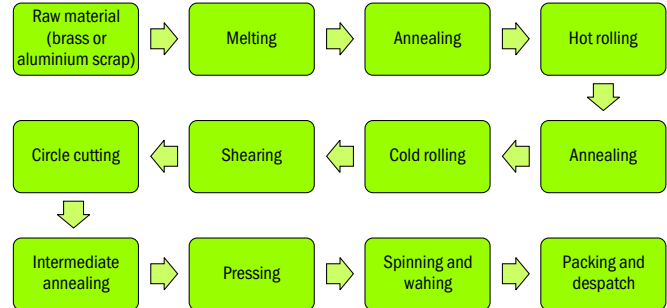 Raw material
(brass or
aluminium scrap)
Melting
Annealing
Hot rolling
Annealing
Cold rolling
Shearing
Circle cutting
Intermediate
annealing
Pressing
Spinning and
wahing
Packing and
despatch